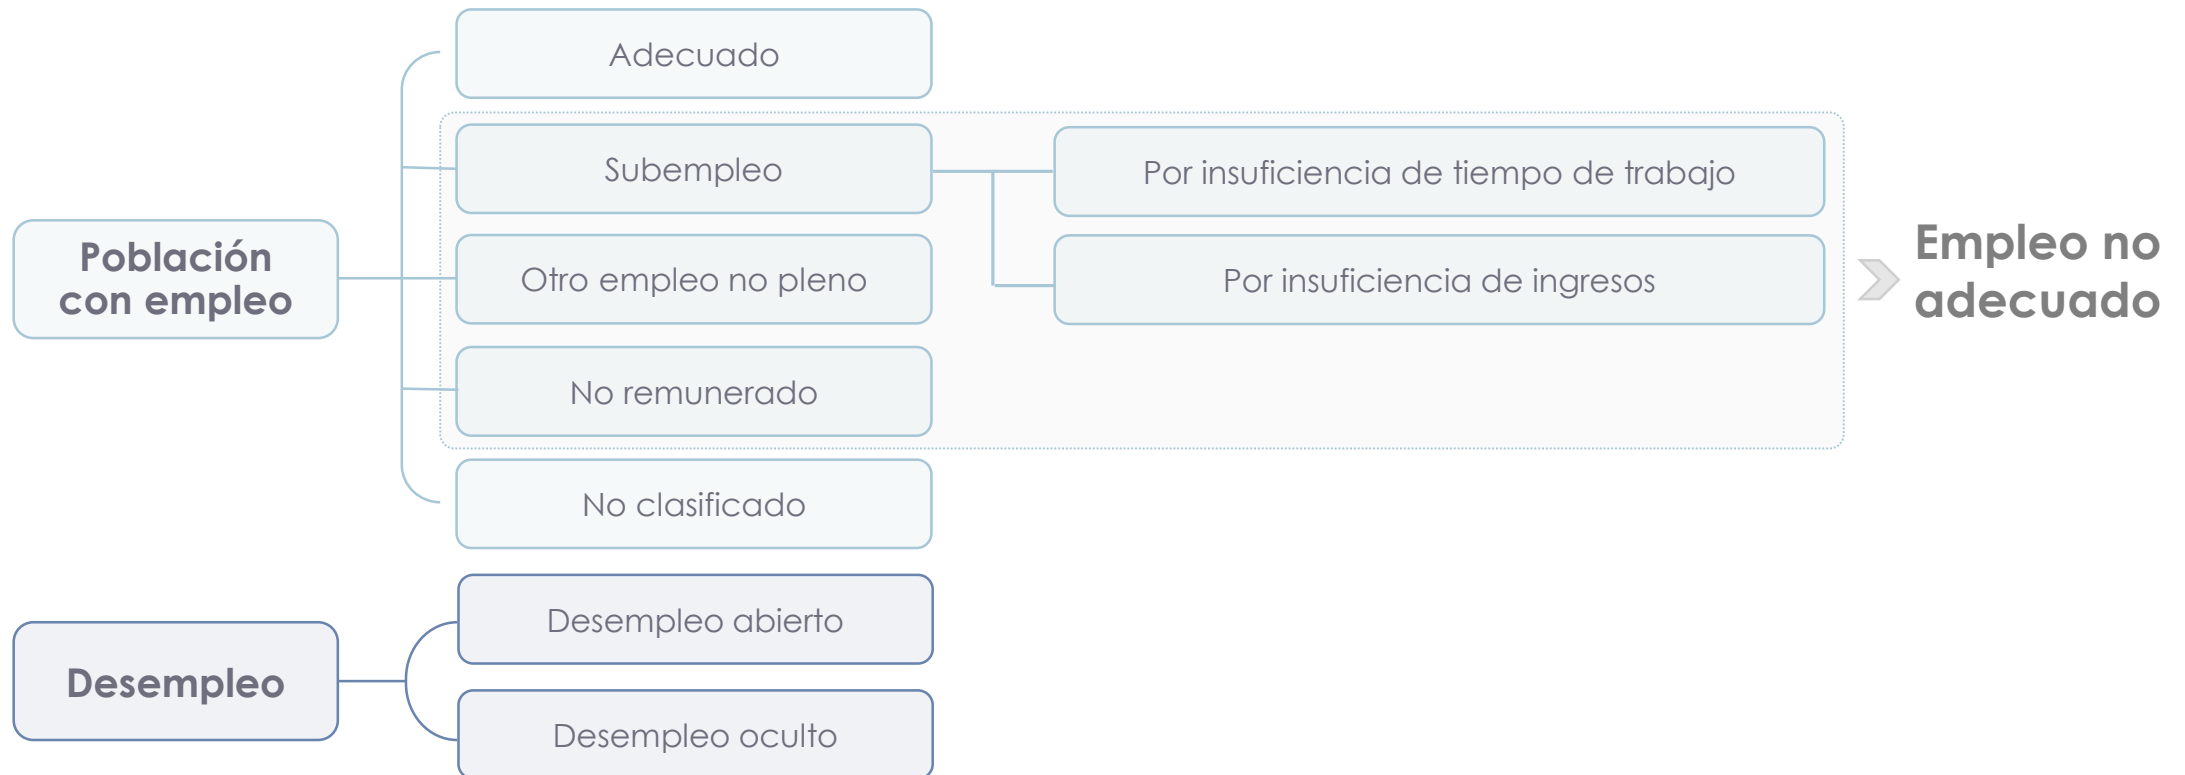 Adecuado
Subempleo
Por insuficiencia de tiempo de trabajo
Población
con empleo
Otro empleo no pleno
Por insuficiencia de ingresos
Empleo no
adecuado
No remunerado
No clasificado
Desempleo
Desempleo abierto
Desempleo oculto